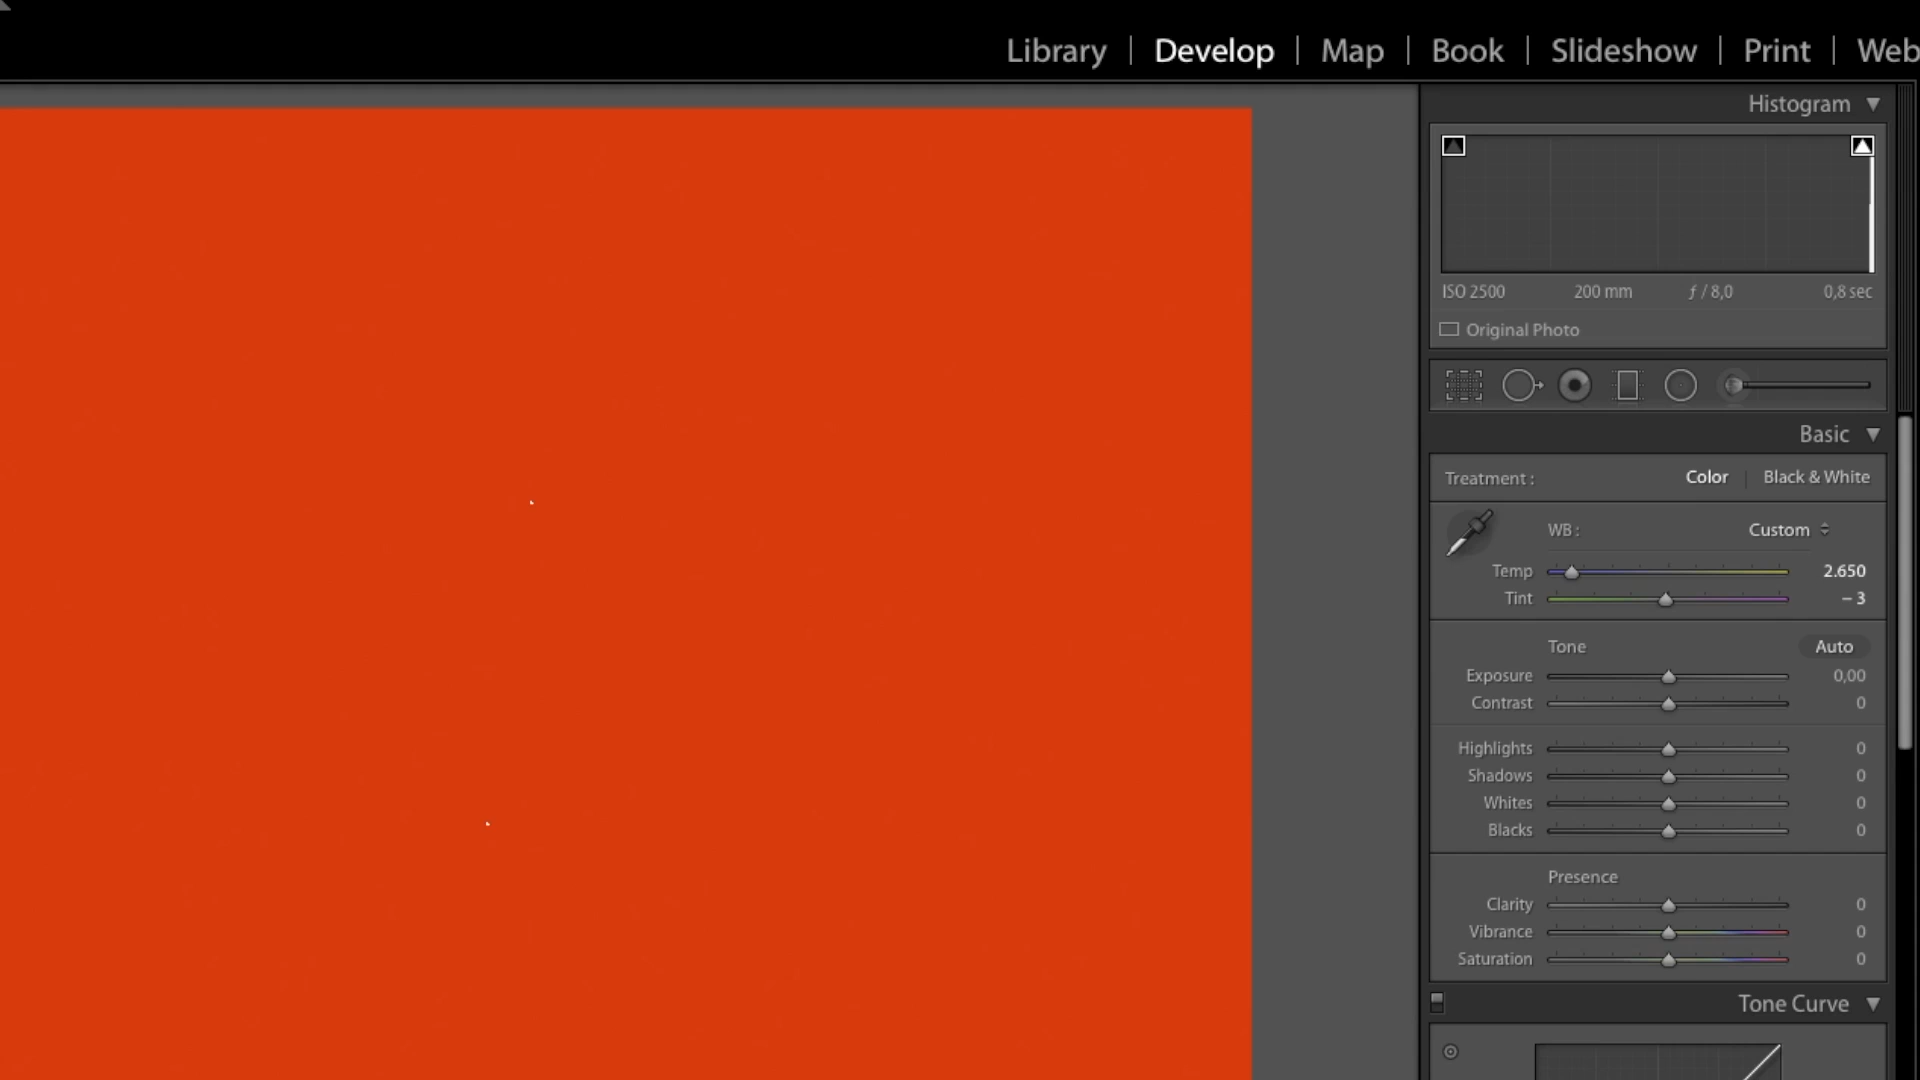 Library | Develop | Map | Book | Slideshow | Print | Web
Histogram
ISO 2500 200 mm ƒ / 8,0 0,8 sec
Original Photo
Basic
Treatment : Color | Black & White
WB : Custom
Temp 2.650
Tint – 3
Tone Auto
Exposure 0,00
Contrast 0
Highlights 0
Shadows 0
Whites 0
Blacks 0
Presence
Clarity 0
Vibrance 0
Saturation 0
Tone Curve